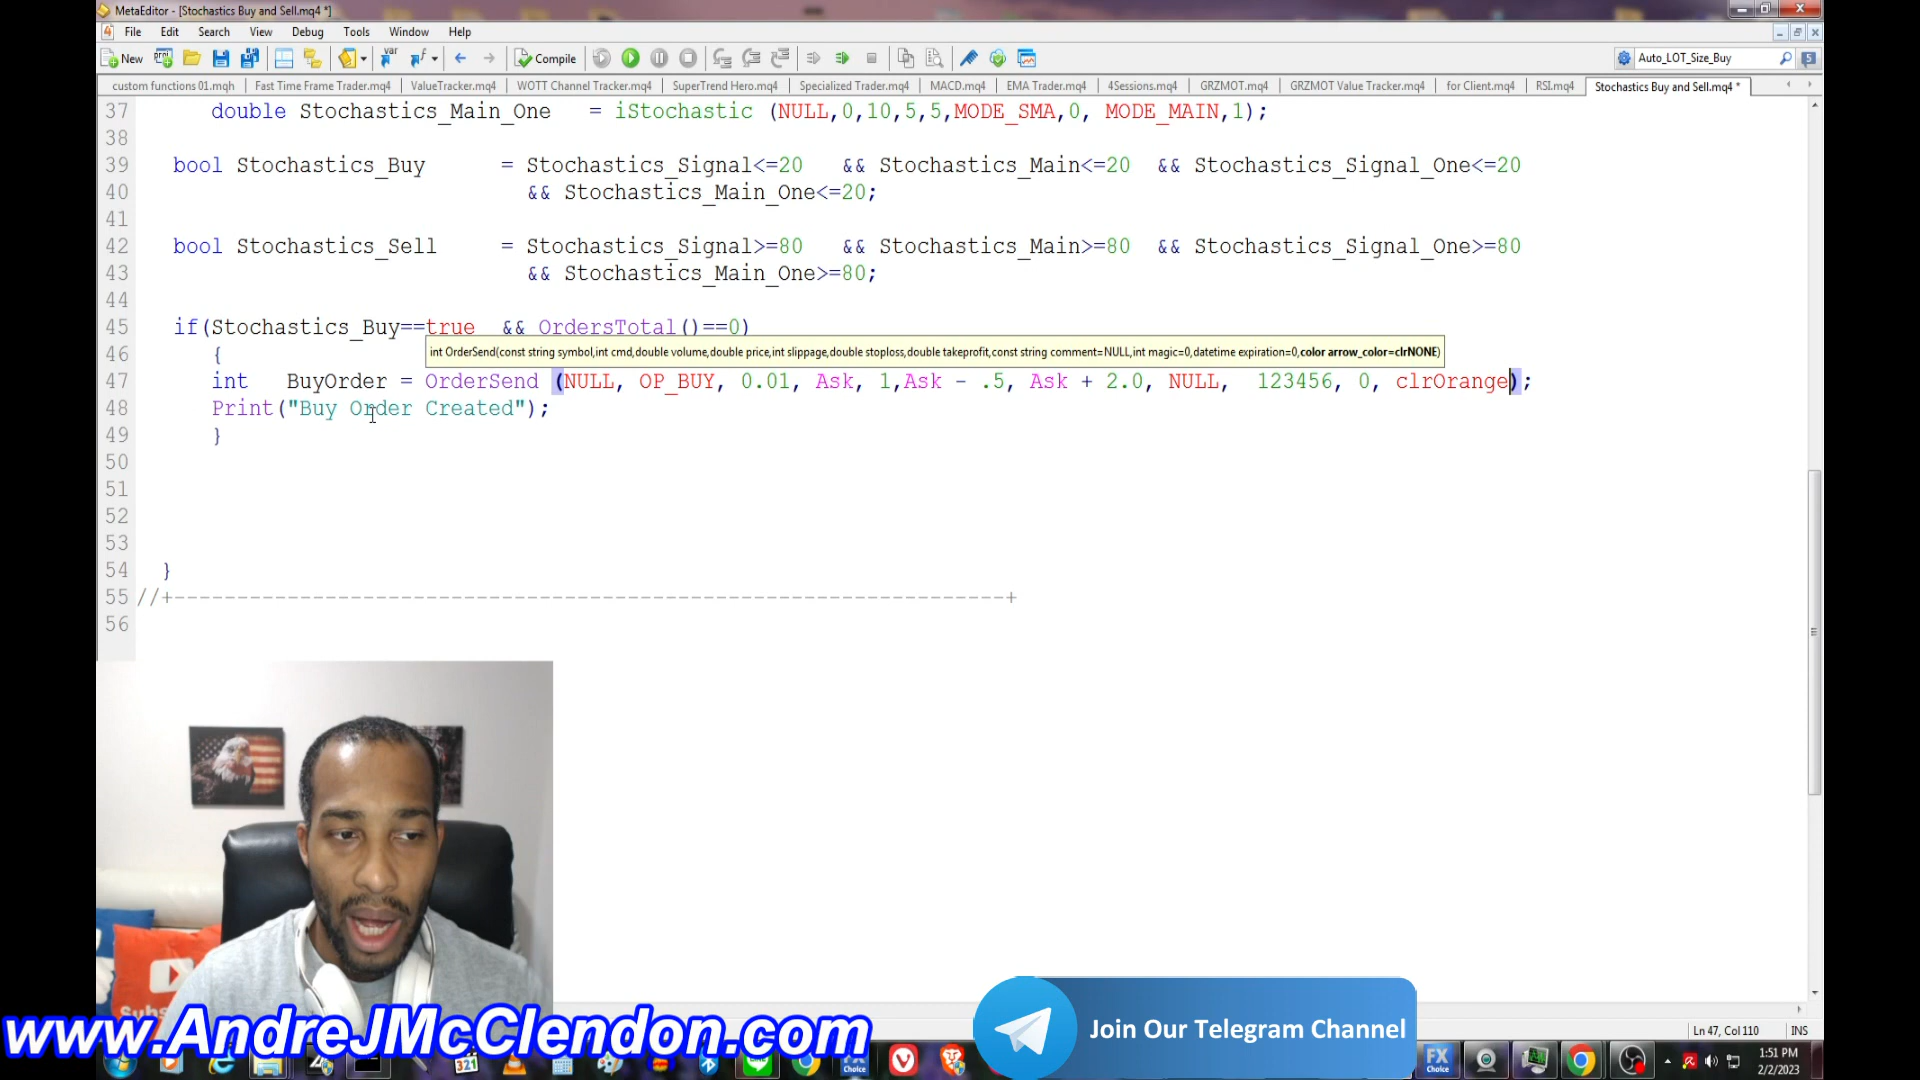 MetaEditor - [Stochastics Buy and Sell.mq4 *]
File Edit Search View Debug Tools Window Help
New Compile Auto_LOT_Size_Buy
custom functions 01.mqh Fast Time Frame Trader.mq4 ValueTracker.mq4 WOTT Channel Tracker.mq4 SuperTrend Hero.mq4 Specialized Trader.mq4 MACD.mq4 EMA Trader.mq4 4Sessions.mq4 GRZMOT.mq4 GRZMOT Value Tracker.mq4 for Client.mq4 RSI.mq4 Stochastics Buy and Sell.mq4 *
37 double Stochastics_Main_One = iStochastic (NULL,0,10,5,5,MODE_SMA,0, MODE_MAIN,1);
38
39 bool Stochastics_Buy = Stochastics_Signal<=20 && Stochastics_Main<=20 && Stochastics_Signal_One<=20
40 && Stochastics_Main_One<=20;
41
42 bool Stochastics_Sell = Stochastics_Signal>=80 && Stochastics_Main>=80 && Stochastics_Signal_One>=80
43 && Stochastics_Main_One>=80;
44
45 if(Stochastics_Buy==true && OrdersTotal()==0)
int OrderSend(const string symbol,int cmd,double volume,double price,int slippage,double stoploss,double takeprofit,const string comment=NULL,int magic=0,datetime expiration=0,color arrow_color=clrNONE)
46 {
47 int BuyOrder = OrderSend (NULL, OP_BUY, 0.01, Ask, 1,Ask - .5, Ask + 2.0, NULL, 123456, 0, clrOrange);
48 Print("Buy Order Created");
49 }
50
51
52
53
54 }
55 //+------------------------------------------------------------------+
56
www.AndreJMcClendon.com
Join Our Telegram Channel
Ln 47, Col 110 INS
321
FX Choice
FX Choice
1:51 PM
2/2/2023